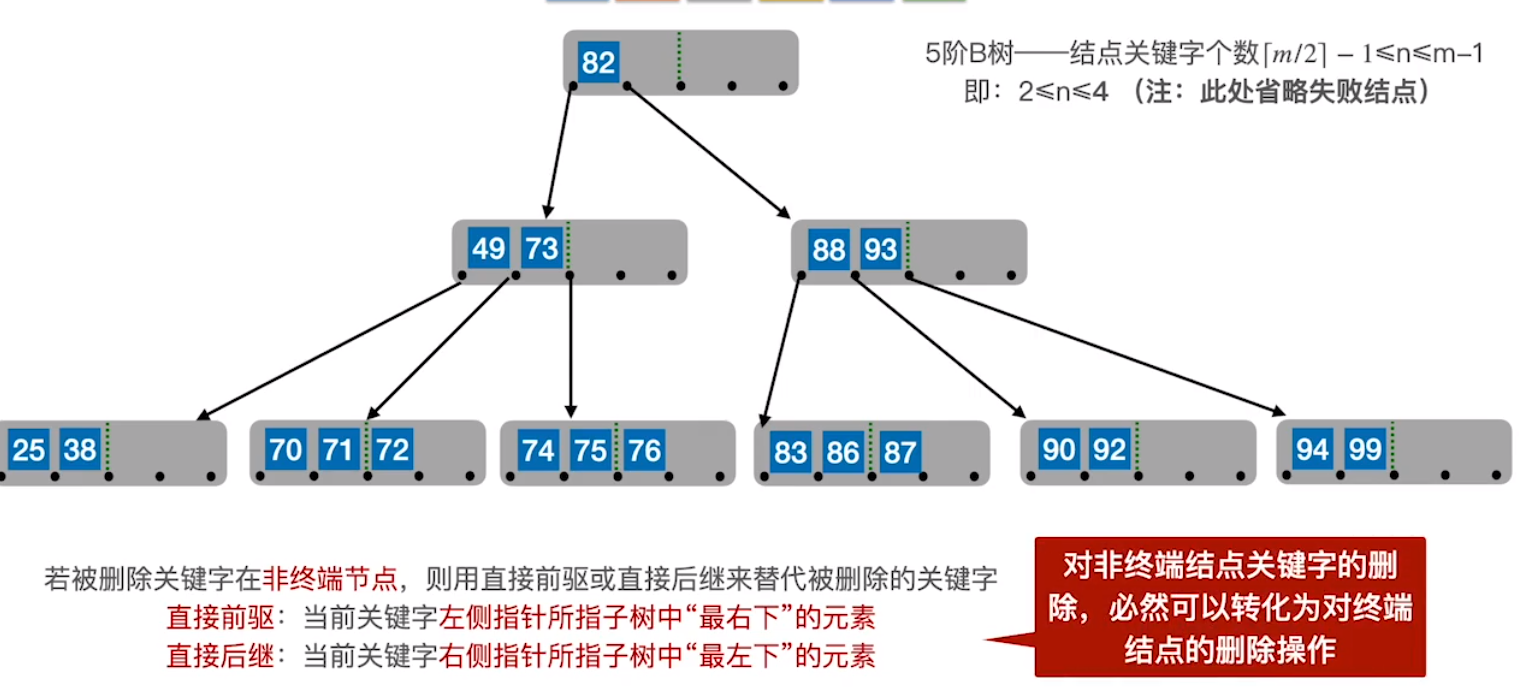 82
5阶B树——结点关键字个数⌈m/2⌉ − 1≤n≤m−1
即：2≤n≤4 （注：此处省略失败结点）
49 73
88 93
25 38
70 71 72
74 75 76
83 86 87
90 92
94 99
若被删除关键字在非终端节点，则用直接前驱或直接后继来替代被删除的关键字
直接前驱：当前关键字左侧指针所指子树中“最右下”的元素
直接后继：当前关键字右侧指针所指子树中“最左下”的元素
对非终端结点关键字的删
除，必然可以转化为对终端
结点的删除操作